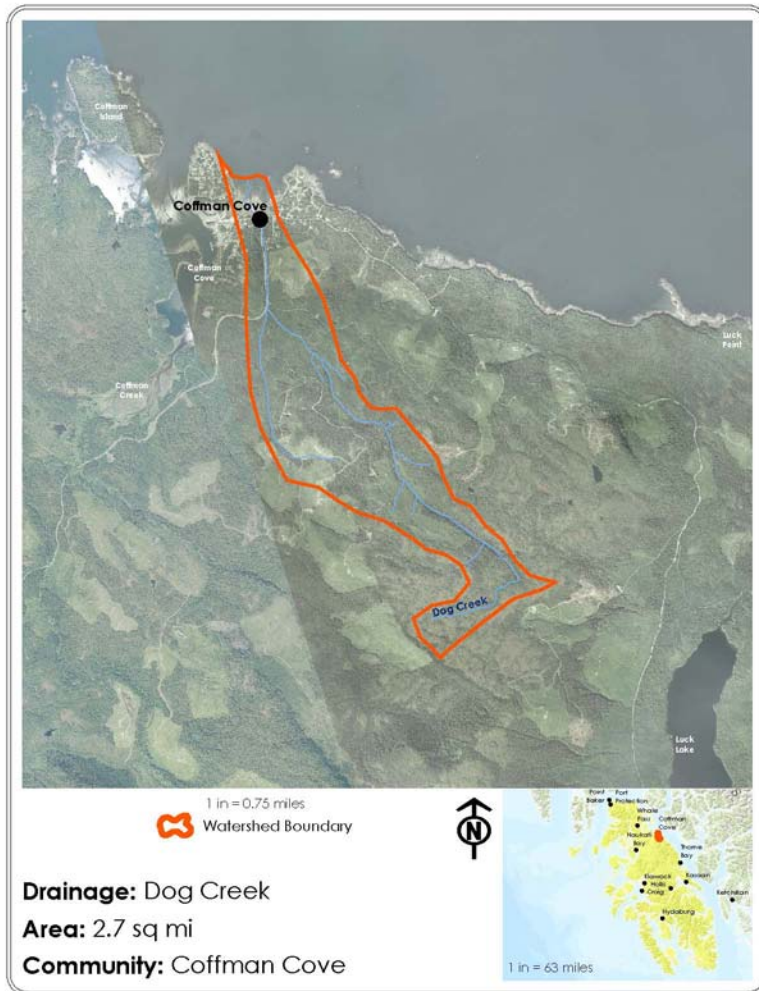 Coffman
Island
Coffman Cove
Coffman
Cove
Coffman
Creek
Luck
Point
Dog Creek
Luck
Lake
1 in = 0.75 miles
Watershed Boundary
N
Drainage: Dog Creek
Area: 2.7 sq mi
Community: Coffman Cove
Point
Baker
Port
Protection
Whale
Pass
Coffman
Cove
Naukati
Bay
Thorne
Bay
Klawock
Hollis
Craig
Kasaan
Ketchikan
Hydaburg
1 in = 63 miles